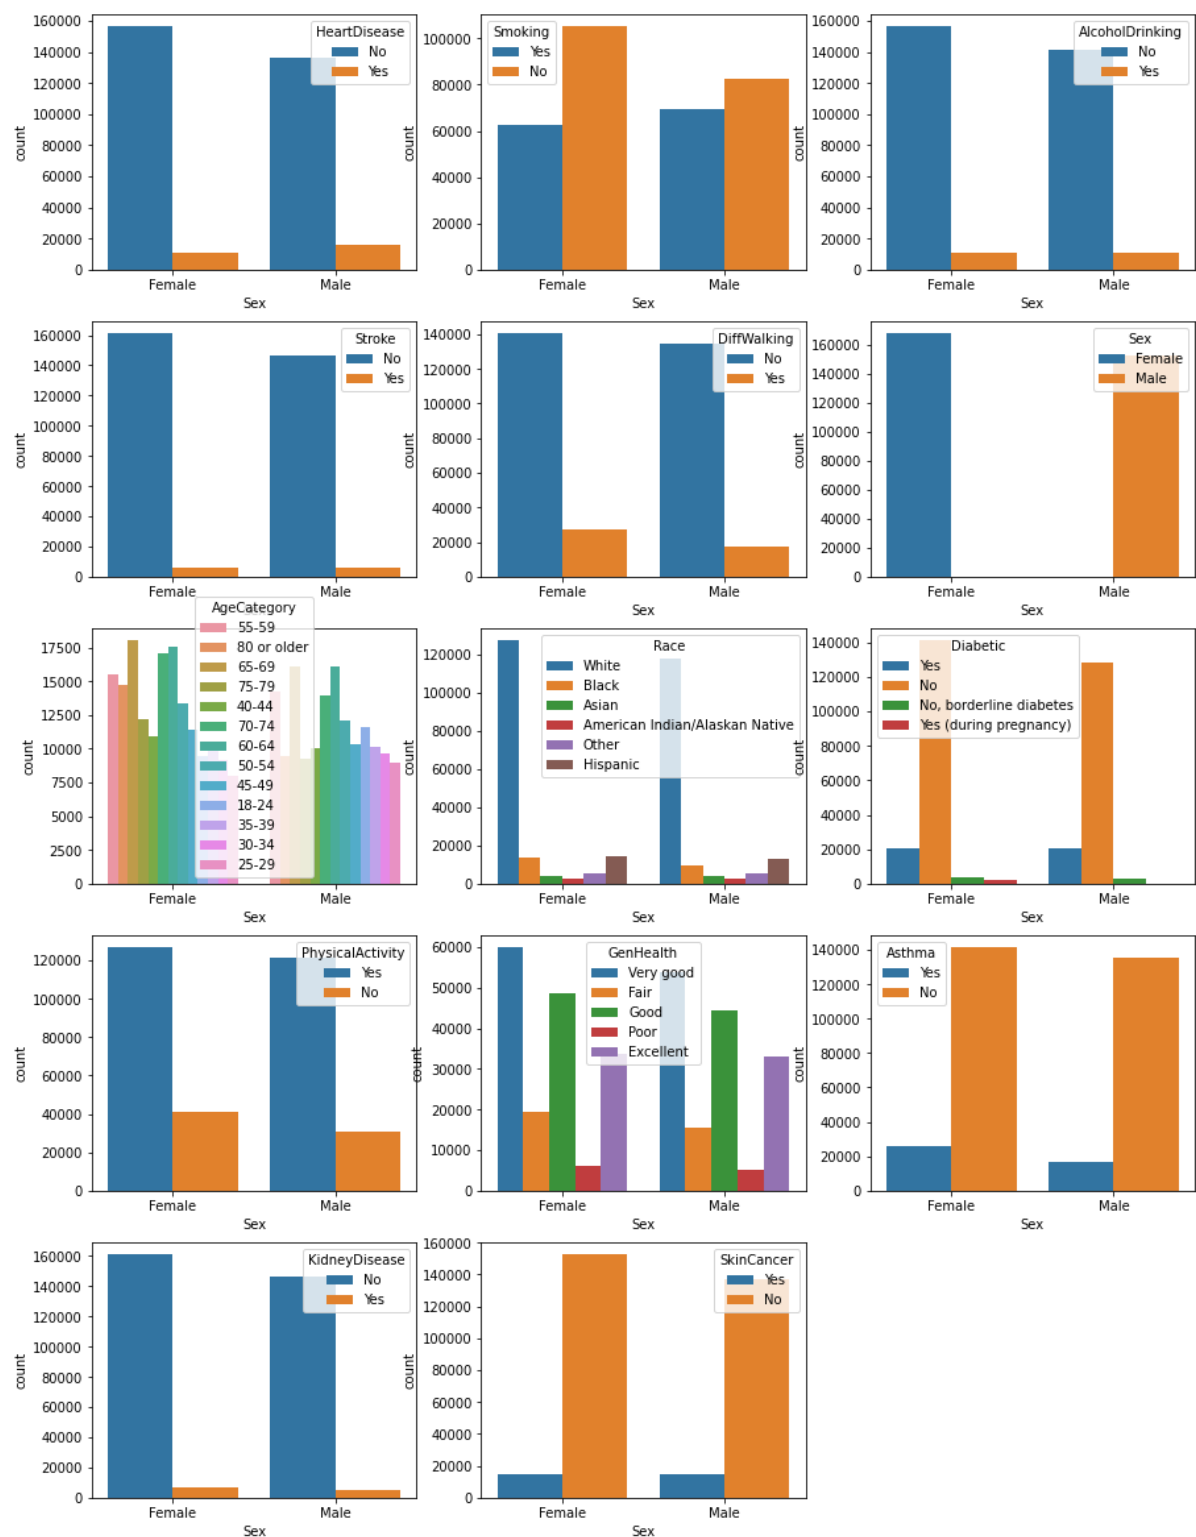 HeartDisease
No
Yes
160000
140000
120000
100000
80000
60000
40000
20000
0
count
Female
Male
Sex
Smoking
Yes
No
100000
80000
60000
40000
20000
0
count
Female
Male
Sex
AlcoholDrinking
No
Yes
160000
140000
120000
100000
80000
60000
40000
20000
0
count
Female
Male
Sex
Stroke
No
Yes
160000
140000
120000
100000
80000
60000
40000
20000
0
count
Female
Male
DiffWalking
No
Yes
140000
120000
100000
80000
60000
40000
20000
0
count
Female
Male
Sex
Sex
Female
Male
160000
140000
120000
100000
80000
60000
40000
20000
0
count
Female
Male
Sex
AgeCategory
55-59
80 or older
65-69
75-79
40-44
70-74
60-64
50-54
45-49
18-24
35-39
30-34
25-29
17500
15000
12500
10000
7500
5000
2500
0
count
Female
Male
Sex
Race
White
Black
Asian
American Indian/Alaskan Native
Other
Hispanic
120000
100000
80000
60000
40000
20000
0
count
Female
Male
Sex
Diabetic
Yes
No
No, borderline diabetes
Yes (during pregnancy)
140000
120000
100000
80000
60000
40000
20000
0
count
Female
Male
Sex
PhysicalActivity
Yes
No
120000
100000
80000
60000
40000
20000
0
count
Female
Male
Sex
GenHealth
Very good
Fair
Good
Poor
Excellent
60000
50000
40000
30000
20000
10000
0
count
Female
Male
Sex
Asthma
Yes
No
140000
120000
100000
80000
60000
40000
20000
0
count
Female
Male
Sex
KidneyDisease
No
Yes
160000
140000
120000
100000
80000
60000
40000
20000
0
count
Female
Male
Sex
SkinCancer
Yes
No
160000
140000
120000
100000
80000
60000
40000
20000
0
count
Female
Male
Sex